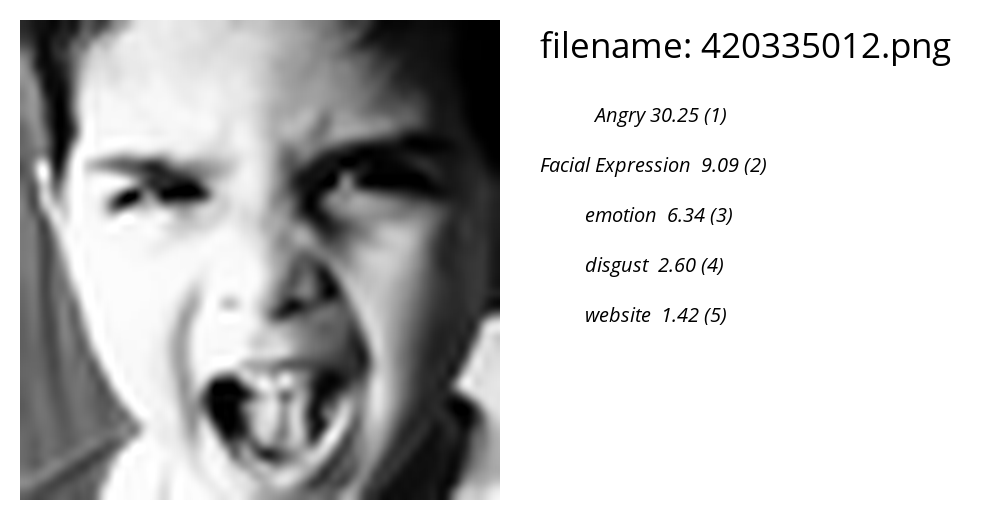 filename: 420335012.png
Angry 30.25 (1)
Facial Expression 9.09 (2)
emotion 6.34 (3)
disgust 2.60 (4)
website 1.42 (5)